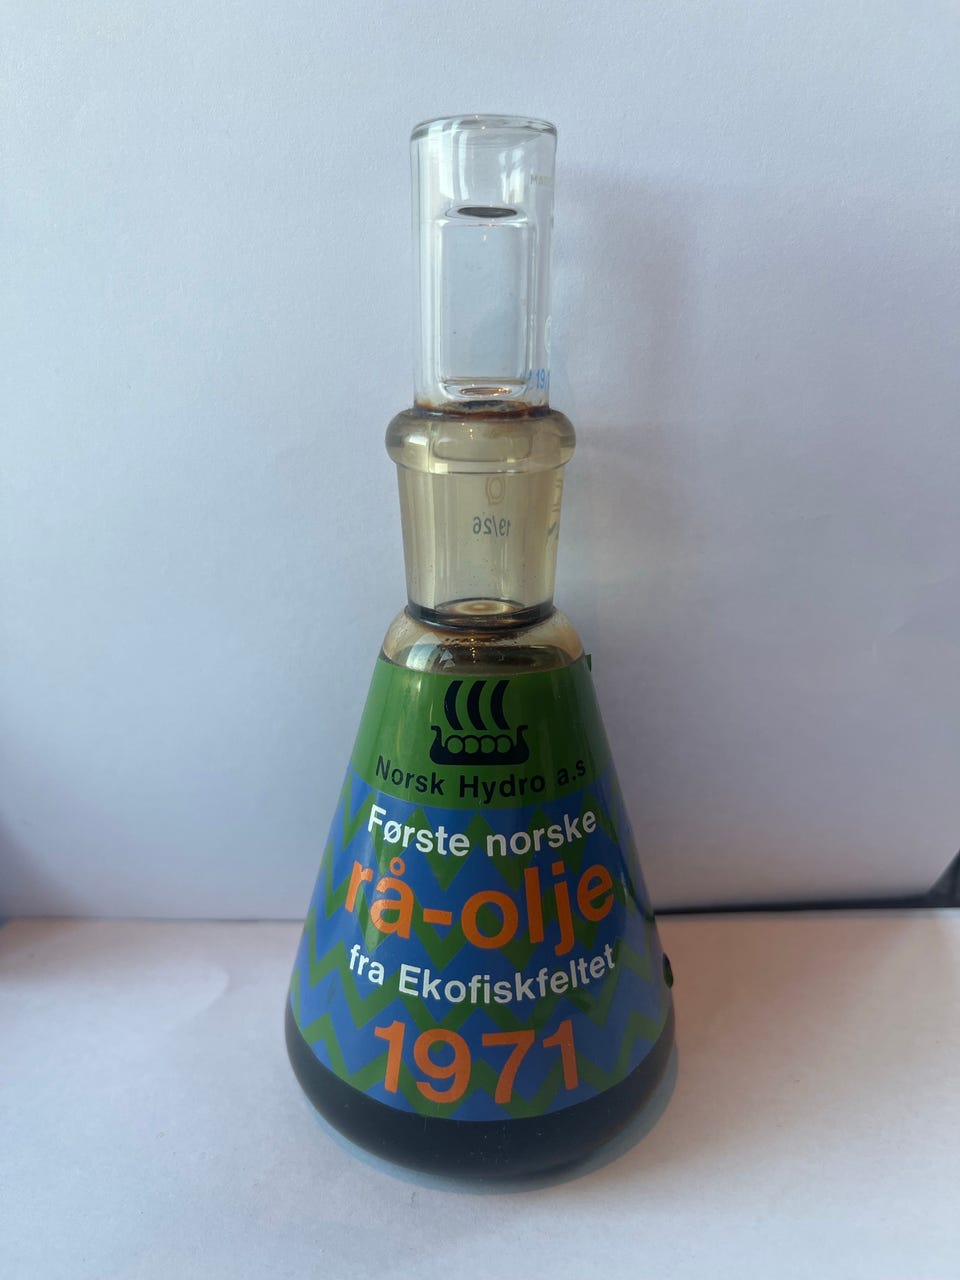 19/26
Norsk Hydro a.s
Første norske
rå-olje
fra Ekofiskfeltet
1971